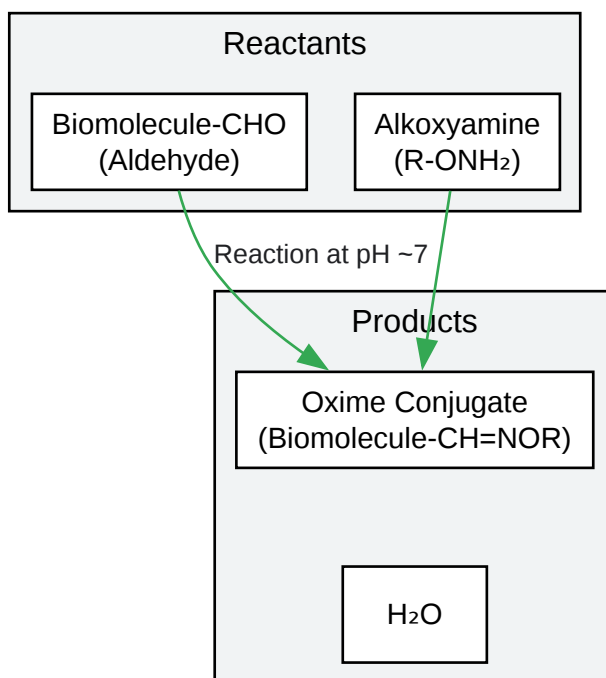 Reactants
Biomolecule-CHO
(Aldehyde)
Alkoxyamine
(R-ONH₂)
Reaction at pH ~7
Products
Oxime Conjugate
(Biomolecule-CH=NOR)
H₂O